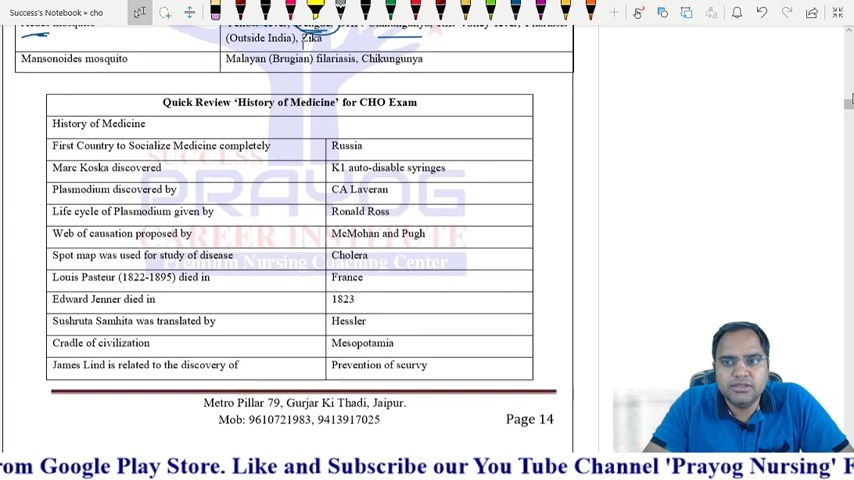 Success's Notebook » cho
mosquito
(Outside India), Zika
Mansonoides mosquito
Malayan (Brugian) filariasis, Chikungunya
Quick Review 'History of Medicine' for CHO Exam
History of Medicine
First Country to Socialize Medicine completely
Russia
Marc Koska discovered
K1 auto-disable syringes
Plasmodium discovered by
CA Laveran
Life cycle of Plasmodium given by
Ronald Ross
Web of causation proposed by
McMohan and Pugh
Spot map was used for study of disease
Cholera
Louis Pasteur (1822-1895) died in
France
Edward Jenner died in
1823
Sushruta Samhita was translated by
Hessler
Cradle of civilization
Mesopotamia
James Lind is related to the discovery of
Prevention of scurvy
SUCCESS
PRAYOG
CAREER INSTITUTE
Premium Nursing Coaching Center
Metro Pillar 79, Gurjar Ki Thadi, Jaipur.
Mob: 9610721983, 9413917025
Page 14
rom Google Play Store. Like and Subscribe our You Tube Channel 'Prayog Nursing' F